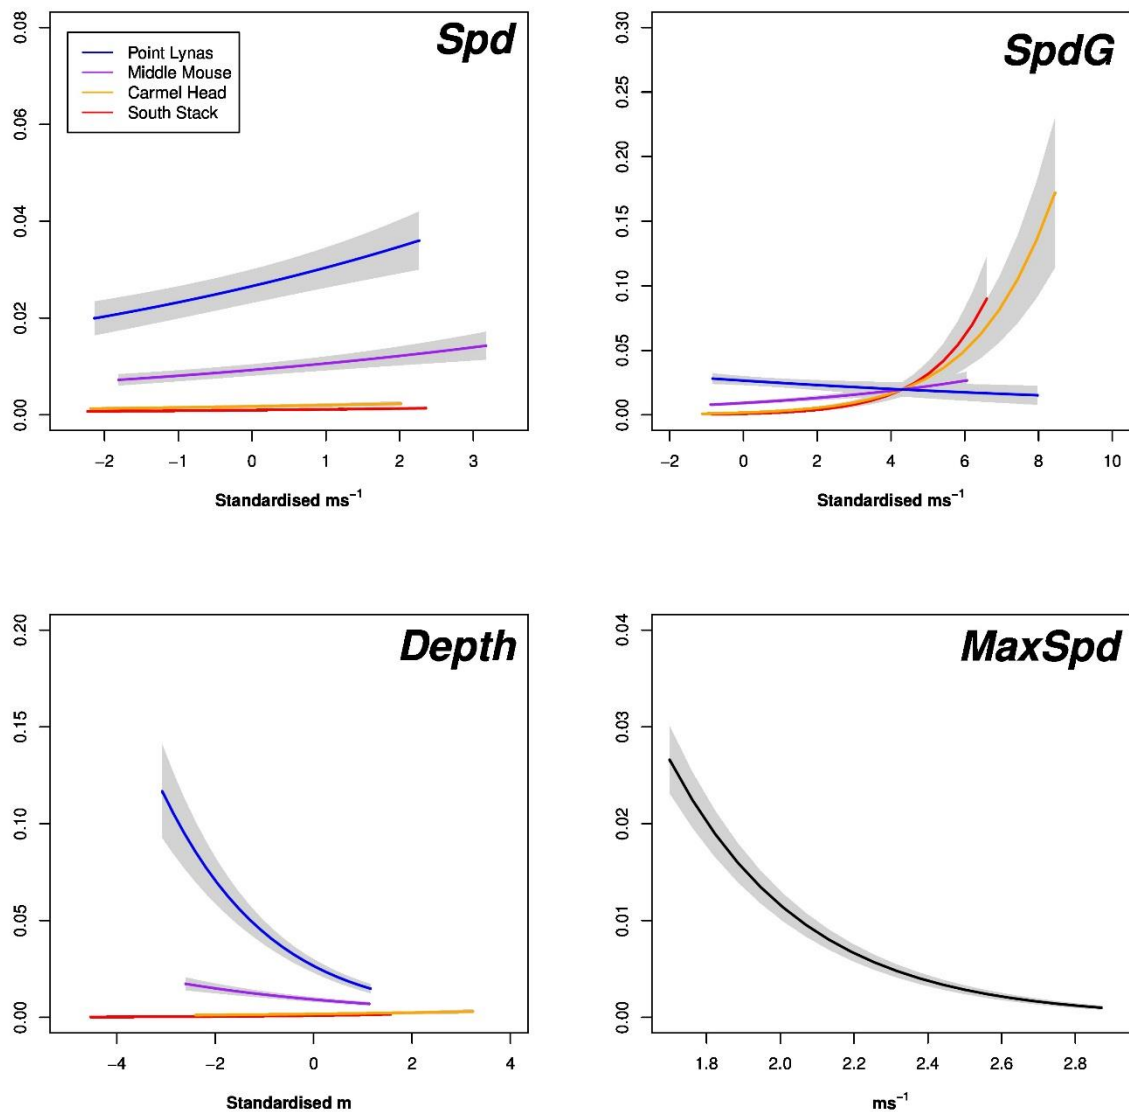 Spd
Point Lynas
Middle Mouse
Carmel Head
South Stack
0.08
0.06
0.04
0.02
0.00
−2 −1 0 1 2 3
Standardised ms⁻¹
SpdG
0.30
0.25
0.20
0.15
0.10
0.05
0.00
−2 0 2 4 6 8 10
Standardised ms⁻¹
Depth
0.20
0.15
0.10
0.05
0.00
−4 −2 0 2 4
Standardised m
MaxSpd
0.04
0.03
0.02
0.01
0.00
1.8 2.0 2.2 2.4 2.6 2.8
ms⁻¹